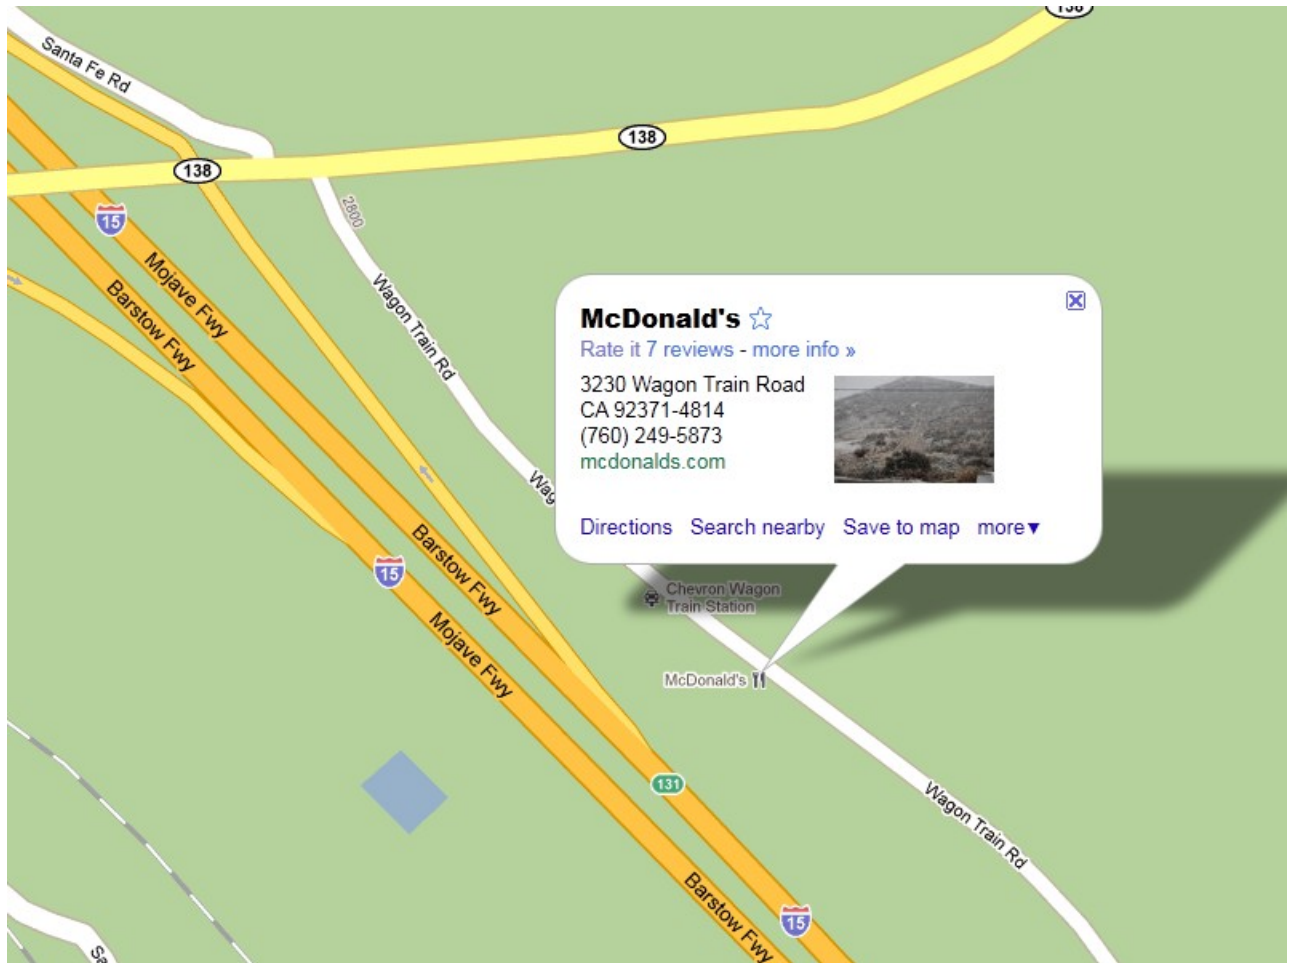 138
Santa Fe Rd
138
138
2800
15
Mojave Fwy
Barstow Fwy
Wagon Train Rd
McDonald's
Rate it 7 reviews - more info »
3230 Wagon Train Road
CA 92371-4814
(760) 249-5873
mcdonalds.com
Wag
Directions Search nearby Save to map more▼
Barstow Fwy
15
Chevron Wagon
Train Station
Mojave Fwy
McDonald's
131
Wagon Train Rd
Barstow Fwy
15
Sa